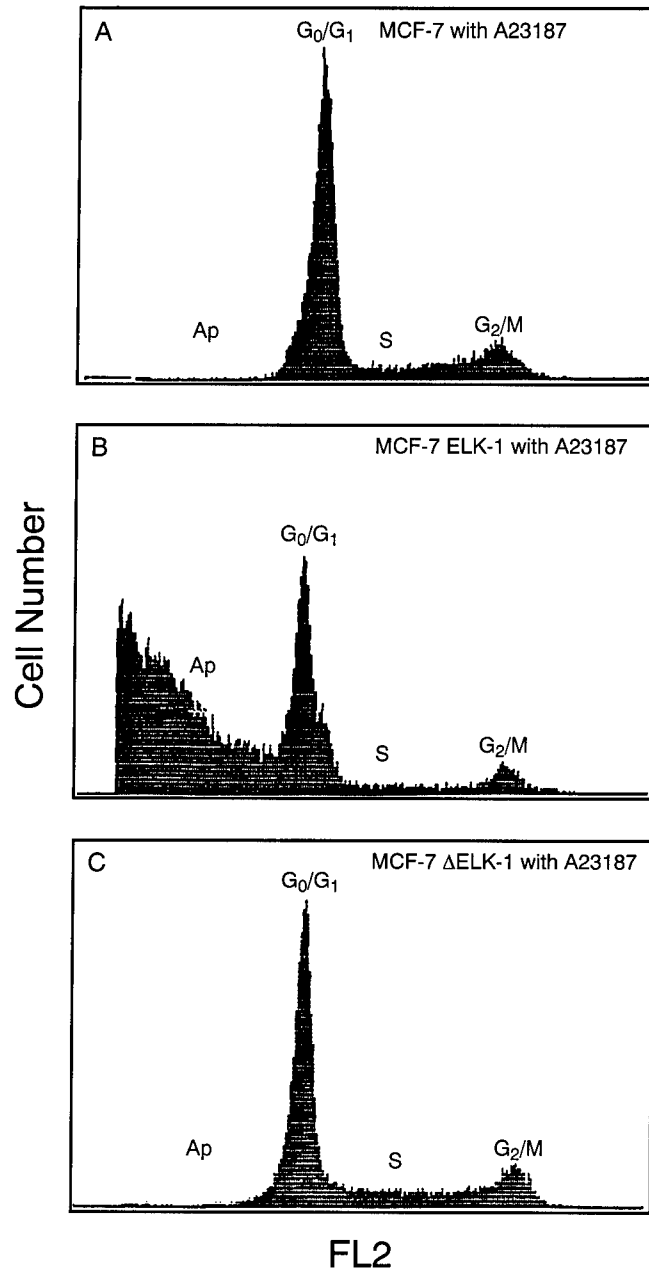 A
G0/G1
MCF-7 with A23187
Ap
S
G2/M
B
MCF-7 ELK-1 with A23187
G0/G1
Ap
S
G2/M
C
MCF-7 ΔELK-1 with A23187
G0/G1
Ap
S
G2/M
Cell Number
FL2